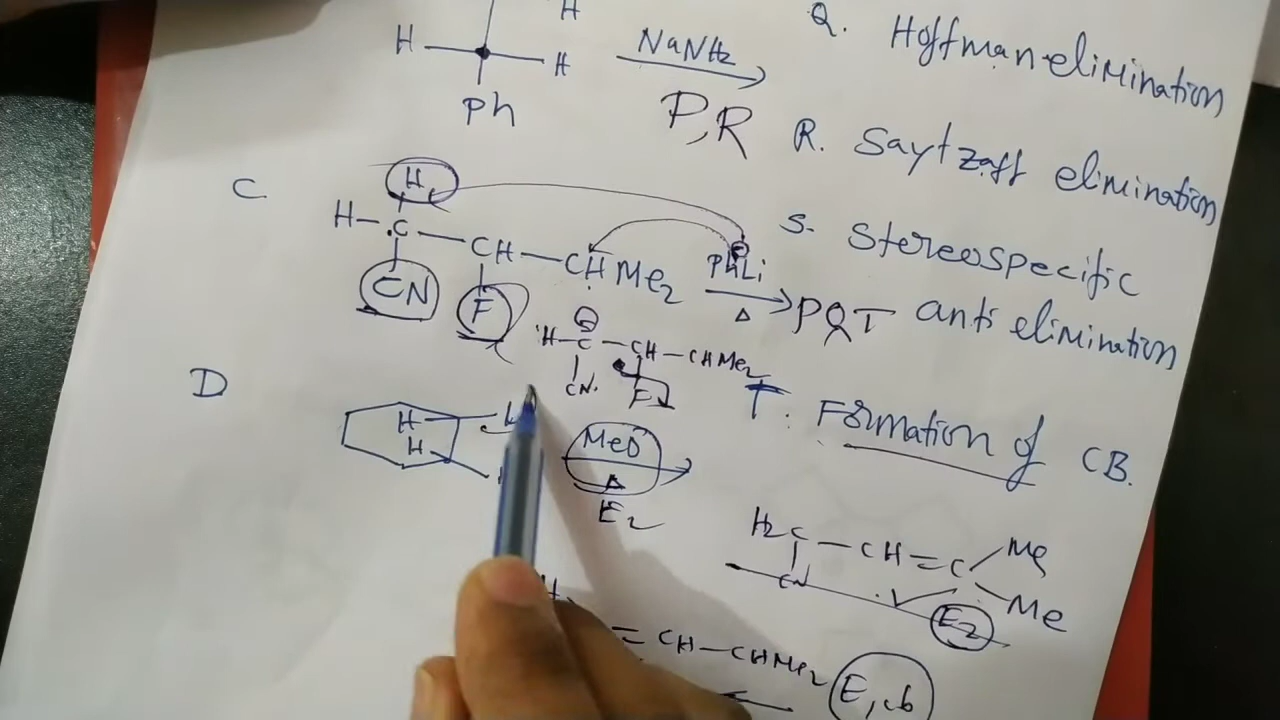 H
H H
Ph
NaNH2
P,R
Q. Hoffman elimination
R. Saytzaff elimination
C
H
H-C-CH-CHMe2
CN F
PhLi
Δ
P Q T
S. Stereospecific
anti elimination
⊖
H-C-CH-CHMe2
CN F
T. Formation of CB.
D
H
H
MeO⁻
Δ
E2
H2C-CH=C Me
CN Me
E2
=CH-CHMe2
E1cb